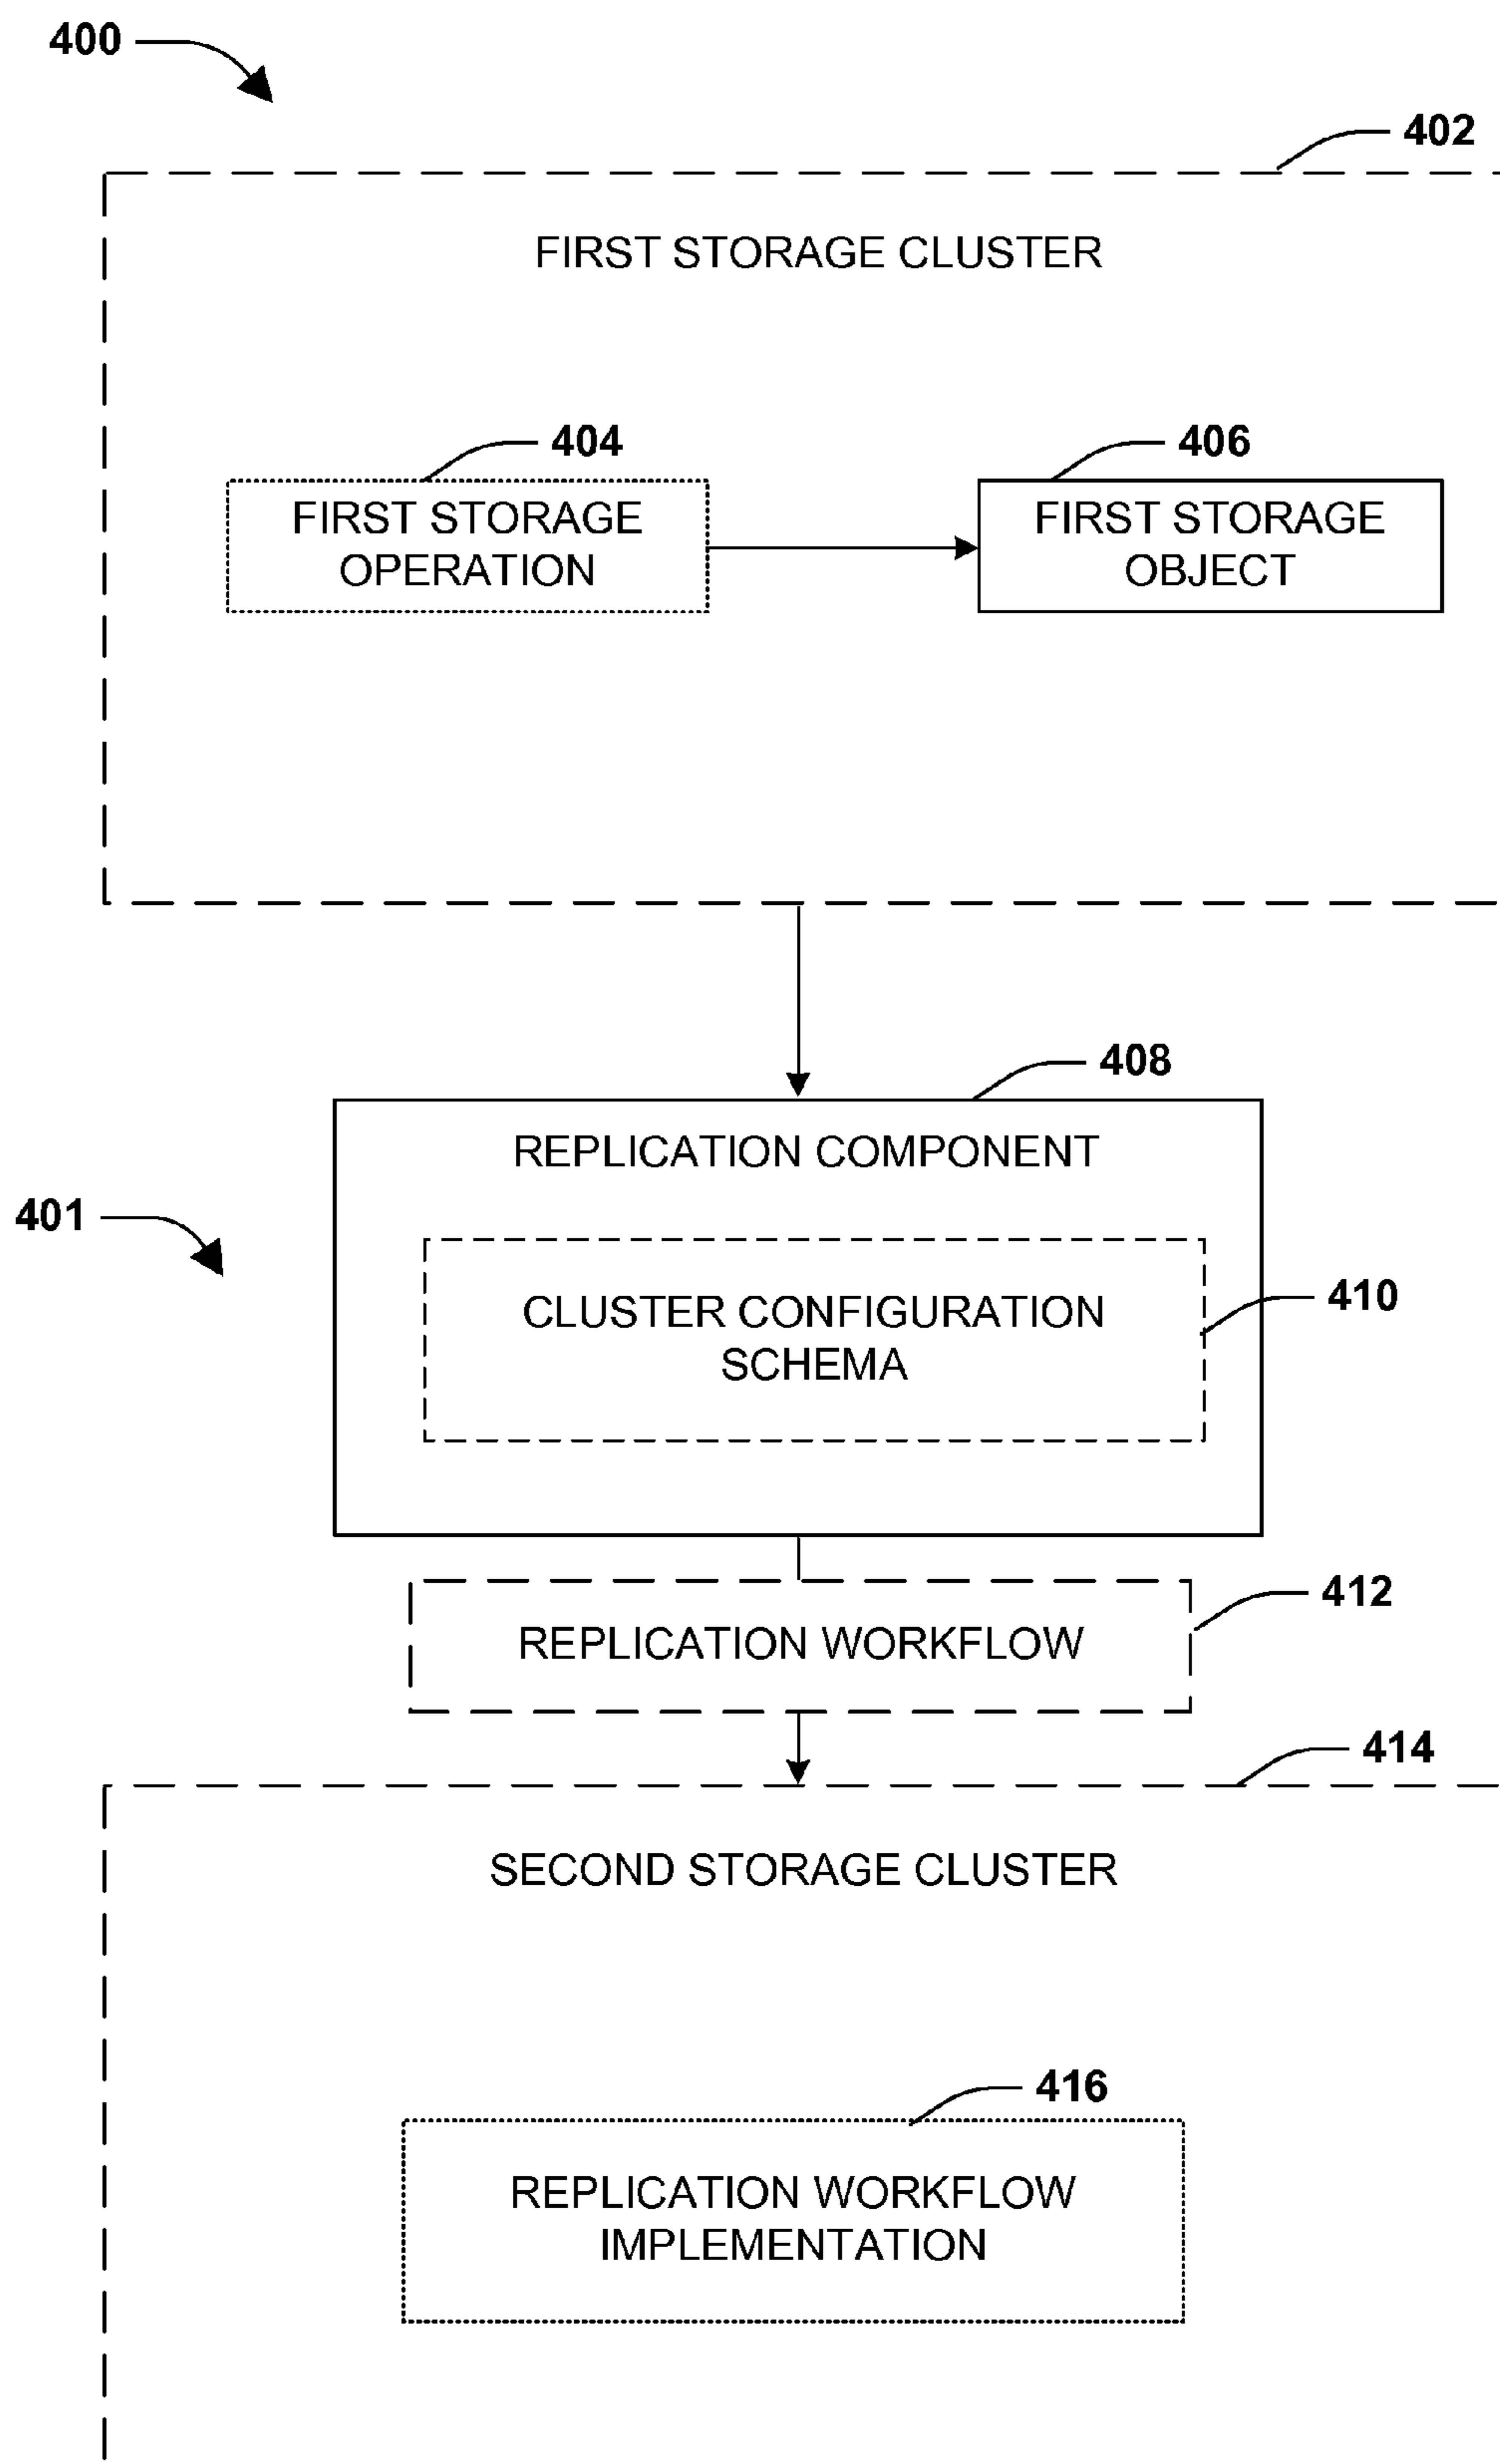 400
402
FIRST STORAGE CLUSTER
404
406
FIRST STORAGE
OPERATION
FIRST STORAGE
OBJECT
408
REPLICATION COMPONENT
401
410
CLUSTER CONFIGURATION
SCHEMA
412
REPLICATION WORKFLOW
414
SECOND STORAGE CLUSTER
416
REPLICATION WORKFLOW
IMPLEMENTATION